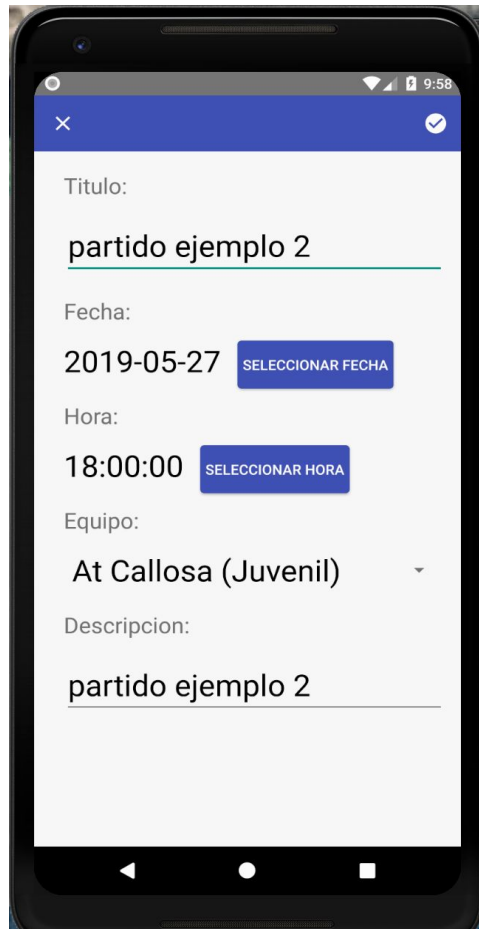 9:58
Titulo:
partido ejemplo 2
Fecha:
2019-05-27 SELECCIONAR FECHA
Hora:
18:00:00 SELECCIONAR HORA
Equipo:
At Callosa (Juvenil)
Descripcion:
partido ejemplo 2